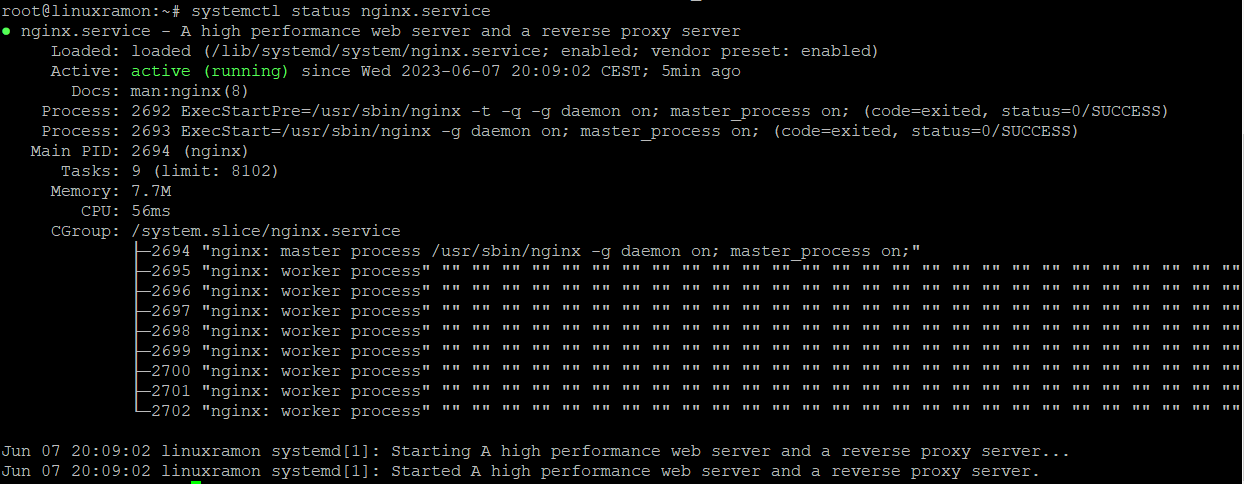 root@linuxramon:~# systemctl status nginx.service
● nginx.service - A high performance web server and a reverse proxy server
     Loaded: loaded (/lib/systemd/system/nginx.service; enabled; vendor preset: enabled)
     Active: active (running) since Wed 2023-06-07 20:09:02 CEST; 5min ago
       Docs: man:nginx(8)
    Process: 2692 ExecStartPre=/usr/sbin/nginx -t -q -g daemon on; master_process on; (code=exited, status=0/SUCCESS)
    Process: 2693 ExecStart=/usr/sbin/nginx -g daemon on; master_process on; (code=exited, status=0/SUCCESS)
   Main PID: 2694 (nginx)
      Tasks: 9 (limit: 8102)
     Memory: 7.7M
        CPU: 56ms
     CGroup: /system.slice/nginx.service
             ├─2694 "nginx: master process /usr/sbin/nginx -g daemon on; master_process on;"
             ├─2695 "nginx: worker process" "" "" "" "" "" "" "" "" "" "" "" "" "" "" "" "" "" "" "" "" "" "" "" "" "" "" ""
             ├─2696 "nginx: worker process" "" "" "" "" "" "" "" "" "" "" "" "" "" "" "" "" "" "" "" "" "" "" "" "" "" "" ""
             ├─2697 "nginx: worker process" "" "" "" "" "" "" "" "" "" "" "" "" "" "" "" "" "" "" "" "" "" "" "" "" "" "" ""
             ├─2698 "nginx: worker process" "" "" "" "" "" "" "" "" "" "" "" "" "" "" "" "" "" "" "" "" "" "" "" "" "" "" ""
             ├─2699 "nginx: worker process" "" "" "" "" "" "" "" "" "" "" "" "" "" "" "" "" "" "" "" "" "" "" "" "" "" "" ""
             ├─2700 "nginx: worker process" "" "" "" "" "" "" "" "" "" "" "" "" "" "" "" "" "" "" "" "" "" "" "" "" "" "" ""
             ├─2701 "nginx: worker process" "" "" "" "" "" "" "" "" "" "" "" "" "" "" "" "" "" "" "" "" "" "" "" "" "" "" ""
             └─2702 "nginx: worker process" "" "" "" "" "" "" "" "" "" "" "" "" "" "" "" "" "" "" "" "" "" "" "" "" "" "" ""

Jun 07 20:09:02 linuxramon systemd[1]: Starting A high performance web server and a reverse proxy server...
Jun 07 20:09:02 linuxramon systemd[1]: Started A high performance web server and a reverse proxy server.